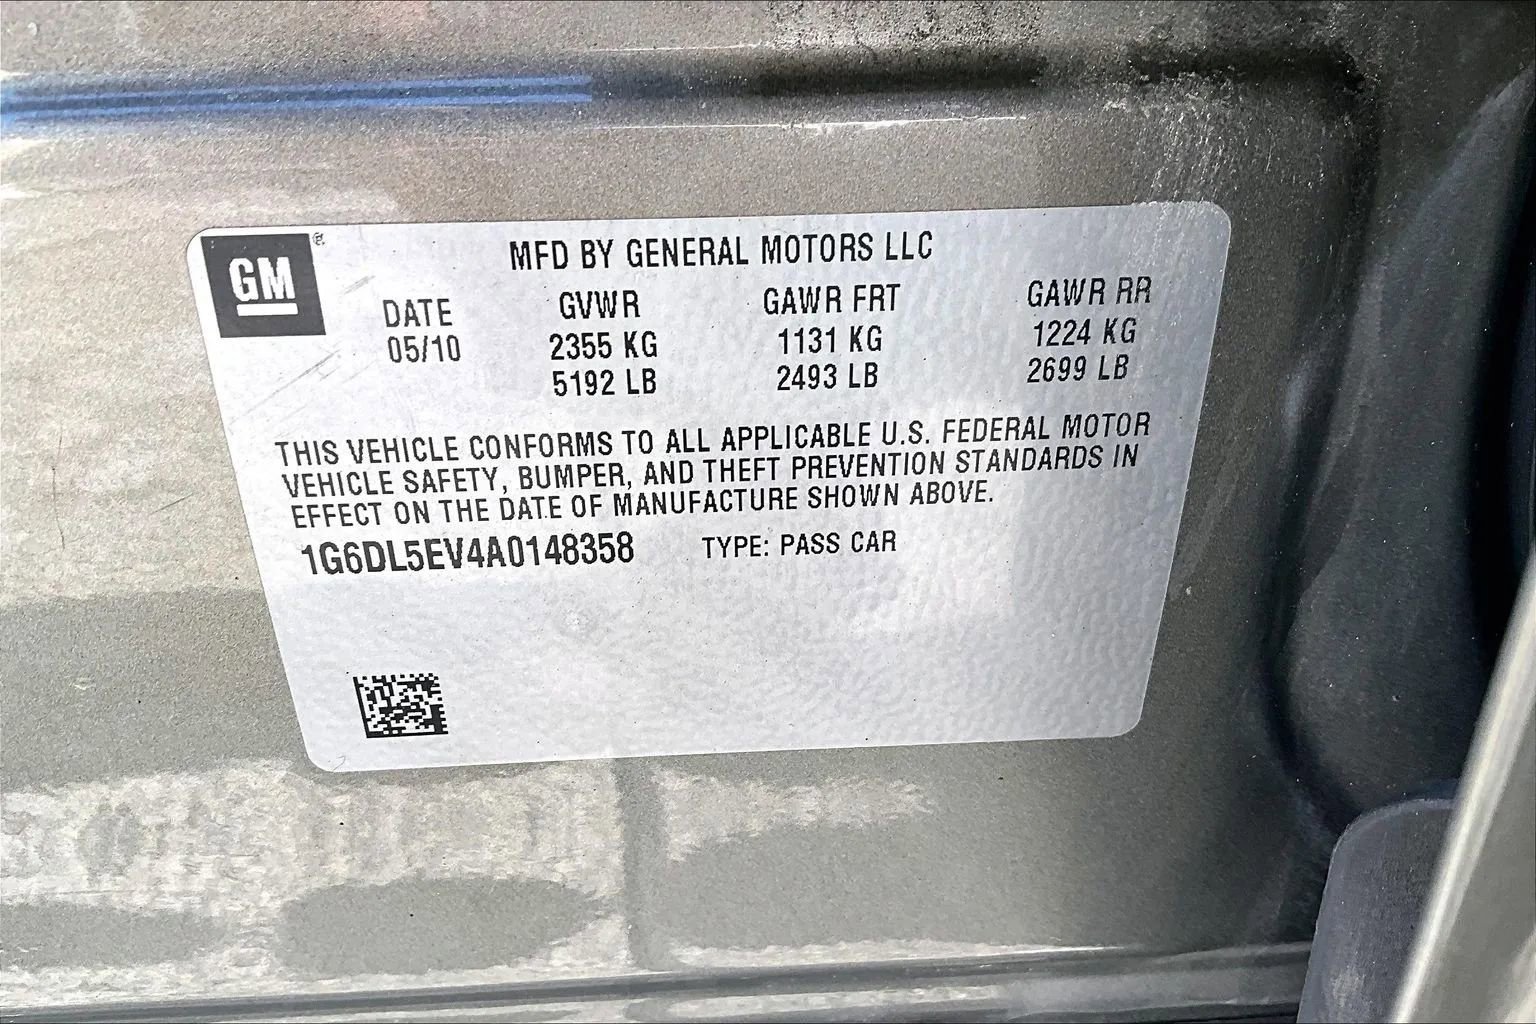 GM ®
MFD BY GENERAL MOTORS LLC
DATE GVWR GAWR FRT GAWR RR
05/10 2355 KG 1131 KG 1224 KG
5192 LB 2493 LB 2699 LB
THIS VEHICLE CONFORMS TO ALL APPLICABLE U.S. FEDERAL MOTOR
VEHICLE SAFETY, BUMPER, AND THEFT PREVENTION STANDARDS IN
EFFECT ON THE DATE OF MANUFACTURE SHOWN ABOVE.
1G6DL5EV4A0148358 TYPE: PASS CAR